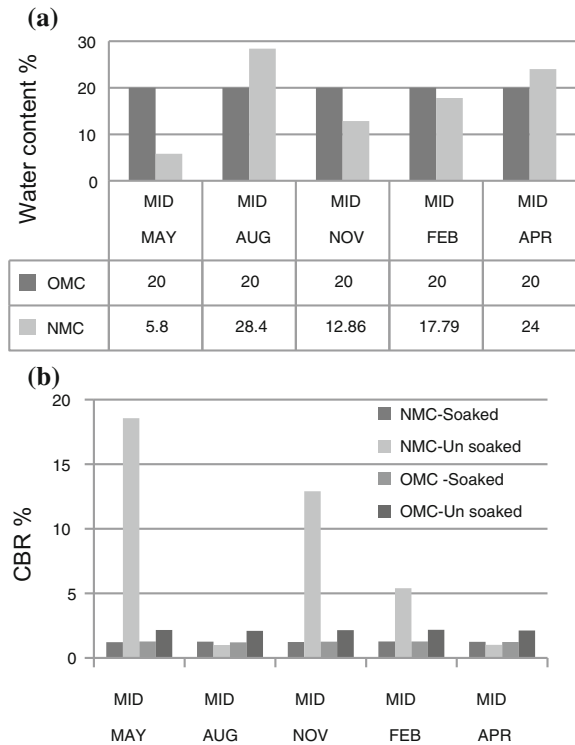 (a)
Water content %
30
20
10
0
MID MID MID MID MID
MAY AUG NOV FEB APR
OMC 20 20 20 20 20
NMC 5.8 28.4 12.86 17.79 24
(b)
CBR %
20
15
10
5
0
NMC-Soaked
NMC-Un soaked
OMC -Soaked
OMC-Un soaked
MID MID MID MID MID
MAY AUG NOV FEB APR